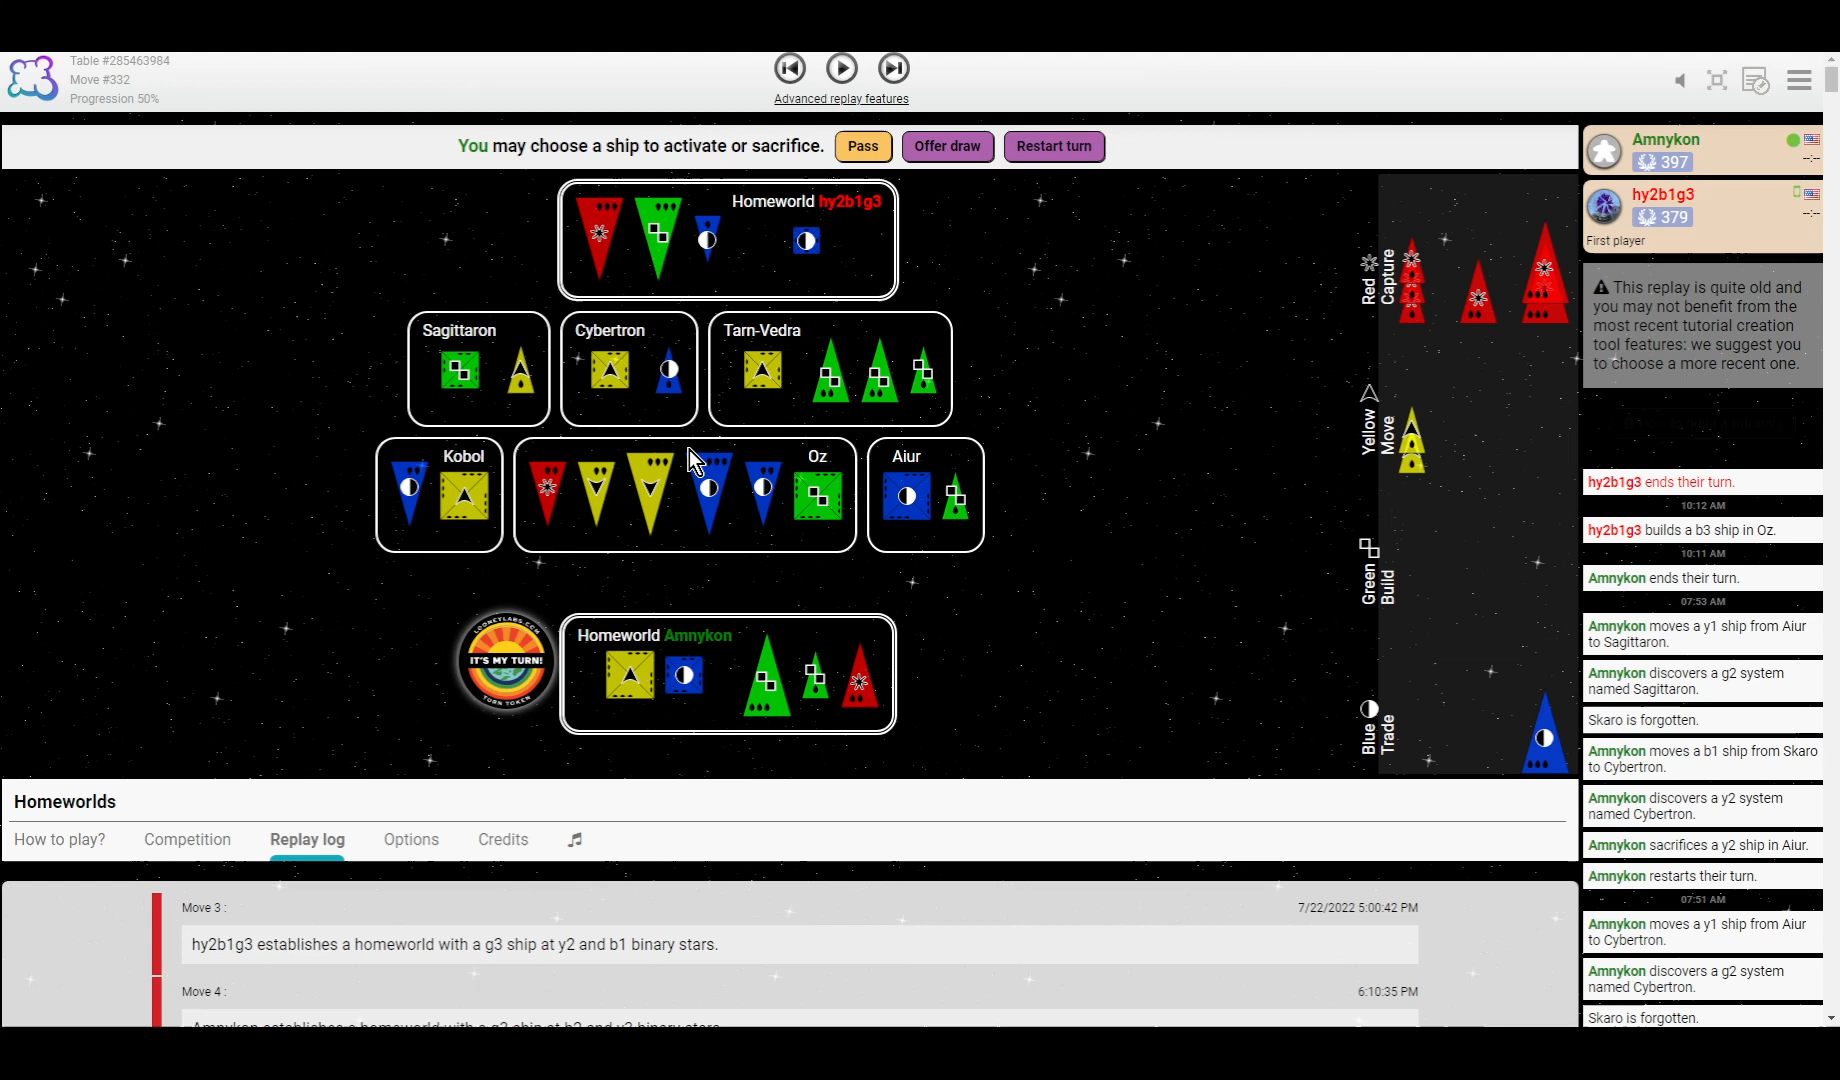 Table #285463984
Move #332
Progression 50%
Advanced replay features
You may choose a ship to activate or sacrifice.
Pass
Offer draw
Restart turn
Homeworld hy2b1g3
Sagittaron
Cybertron
Tarn-Vedra
Kobol
Oz
Aiur
LOONEYLABS.COM
IT'S MY TURN!
TURN TOKEN
Homeworld Amnykon
Red
Capture
Yellow
Move
Green
Build
Blue
Trade
Amnykon
397
--:--
hy2b1g3
379
--:--
First player
This replay is quite old and
you may not benefit from the
most recent tutorial creation
tool features: we suggest you
to choose a more recent one.
hy2b1g3 ends their turn.
10:12 AM
hy2b1g3 builds a b3 ship in Oz.
10:11 AM
Amnykon ends their turn.
07:53 AM
Amnykon moves a y1 ship from Aiur
to Sagittaron.
Amnykon discovers a g2 system
named Sagittaron.
Skaro is forgotten.
Amnykon moves a b1 ship from Skaro
to Cybertron.
Amnykon discovers a y2 system
named Cybertron.
Amnykon sacrifices a y2 ship in Aiur.
Amnykon restarts their turn.
07:51 AM
Amnykon moves a y1 ship from Aiur
to Cybertron.
Amnykon discovers a g2 system
named Cybertron.
Skaro is forgotten.
Homeworlds
How to play?
Competition
Replay log
Options
Credits
Move 3 :
7/22/2022 5:00:42 PM
hy2b1g3 establishes a homeworld with a g3 ship at y2 and b1 binary stars.
Move 4 :
6:10:35 PM